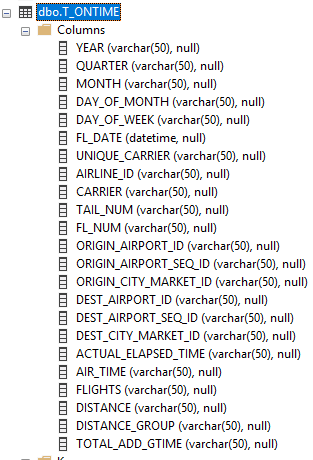 dbo.T_ONTIME
Columns
YEAR (varchar(50), null)
QUARTER (varchar(50), null)
MONTH (varchar(50), null)
DAY_OF_MONTH (varchar(50), null)
DAY_OF_WEEK (varchar(50), null)
FL_DATE (datetime, null)
UNIQUE_CARRIER (varchar(50), null)
AIRLINE_ID (varchar(50), null)
CARRIER (varchar(50), null)
TAIL_NUM (varchar(50), null)
FL_NUM (varchar(50), null)
ORIGIN_AIRPORT_ID (varchar(50), null)
ORIGIN_AIRPORT_SEQ_ID (varchar(50), null)
ORIGIN_CITY_MARKET_ID (varchar(50), null)
DEST_AIRPORT_ID (varchar(50), null)
DEST_AIRPORT_SEQ_ID (varchar(50), null)
DEST_CITY_MARKET_ID (varchar(50), null)
ACTUAL_ELAPSED_TIME (varchar(50), null)
AIR_TIME (varchar(50), null)
FLIGHTS (varchar(50), null)
DISTANCE (varchar(50), null)
DISTANCE_GROUP (varchar(50), null)
TOTAL_ADD_GTIME (varchar(50), null)